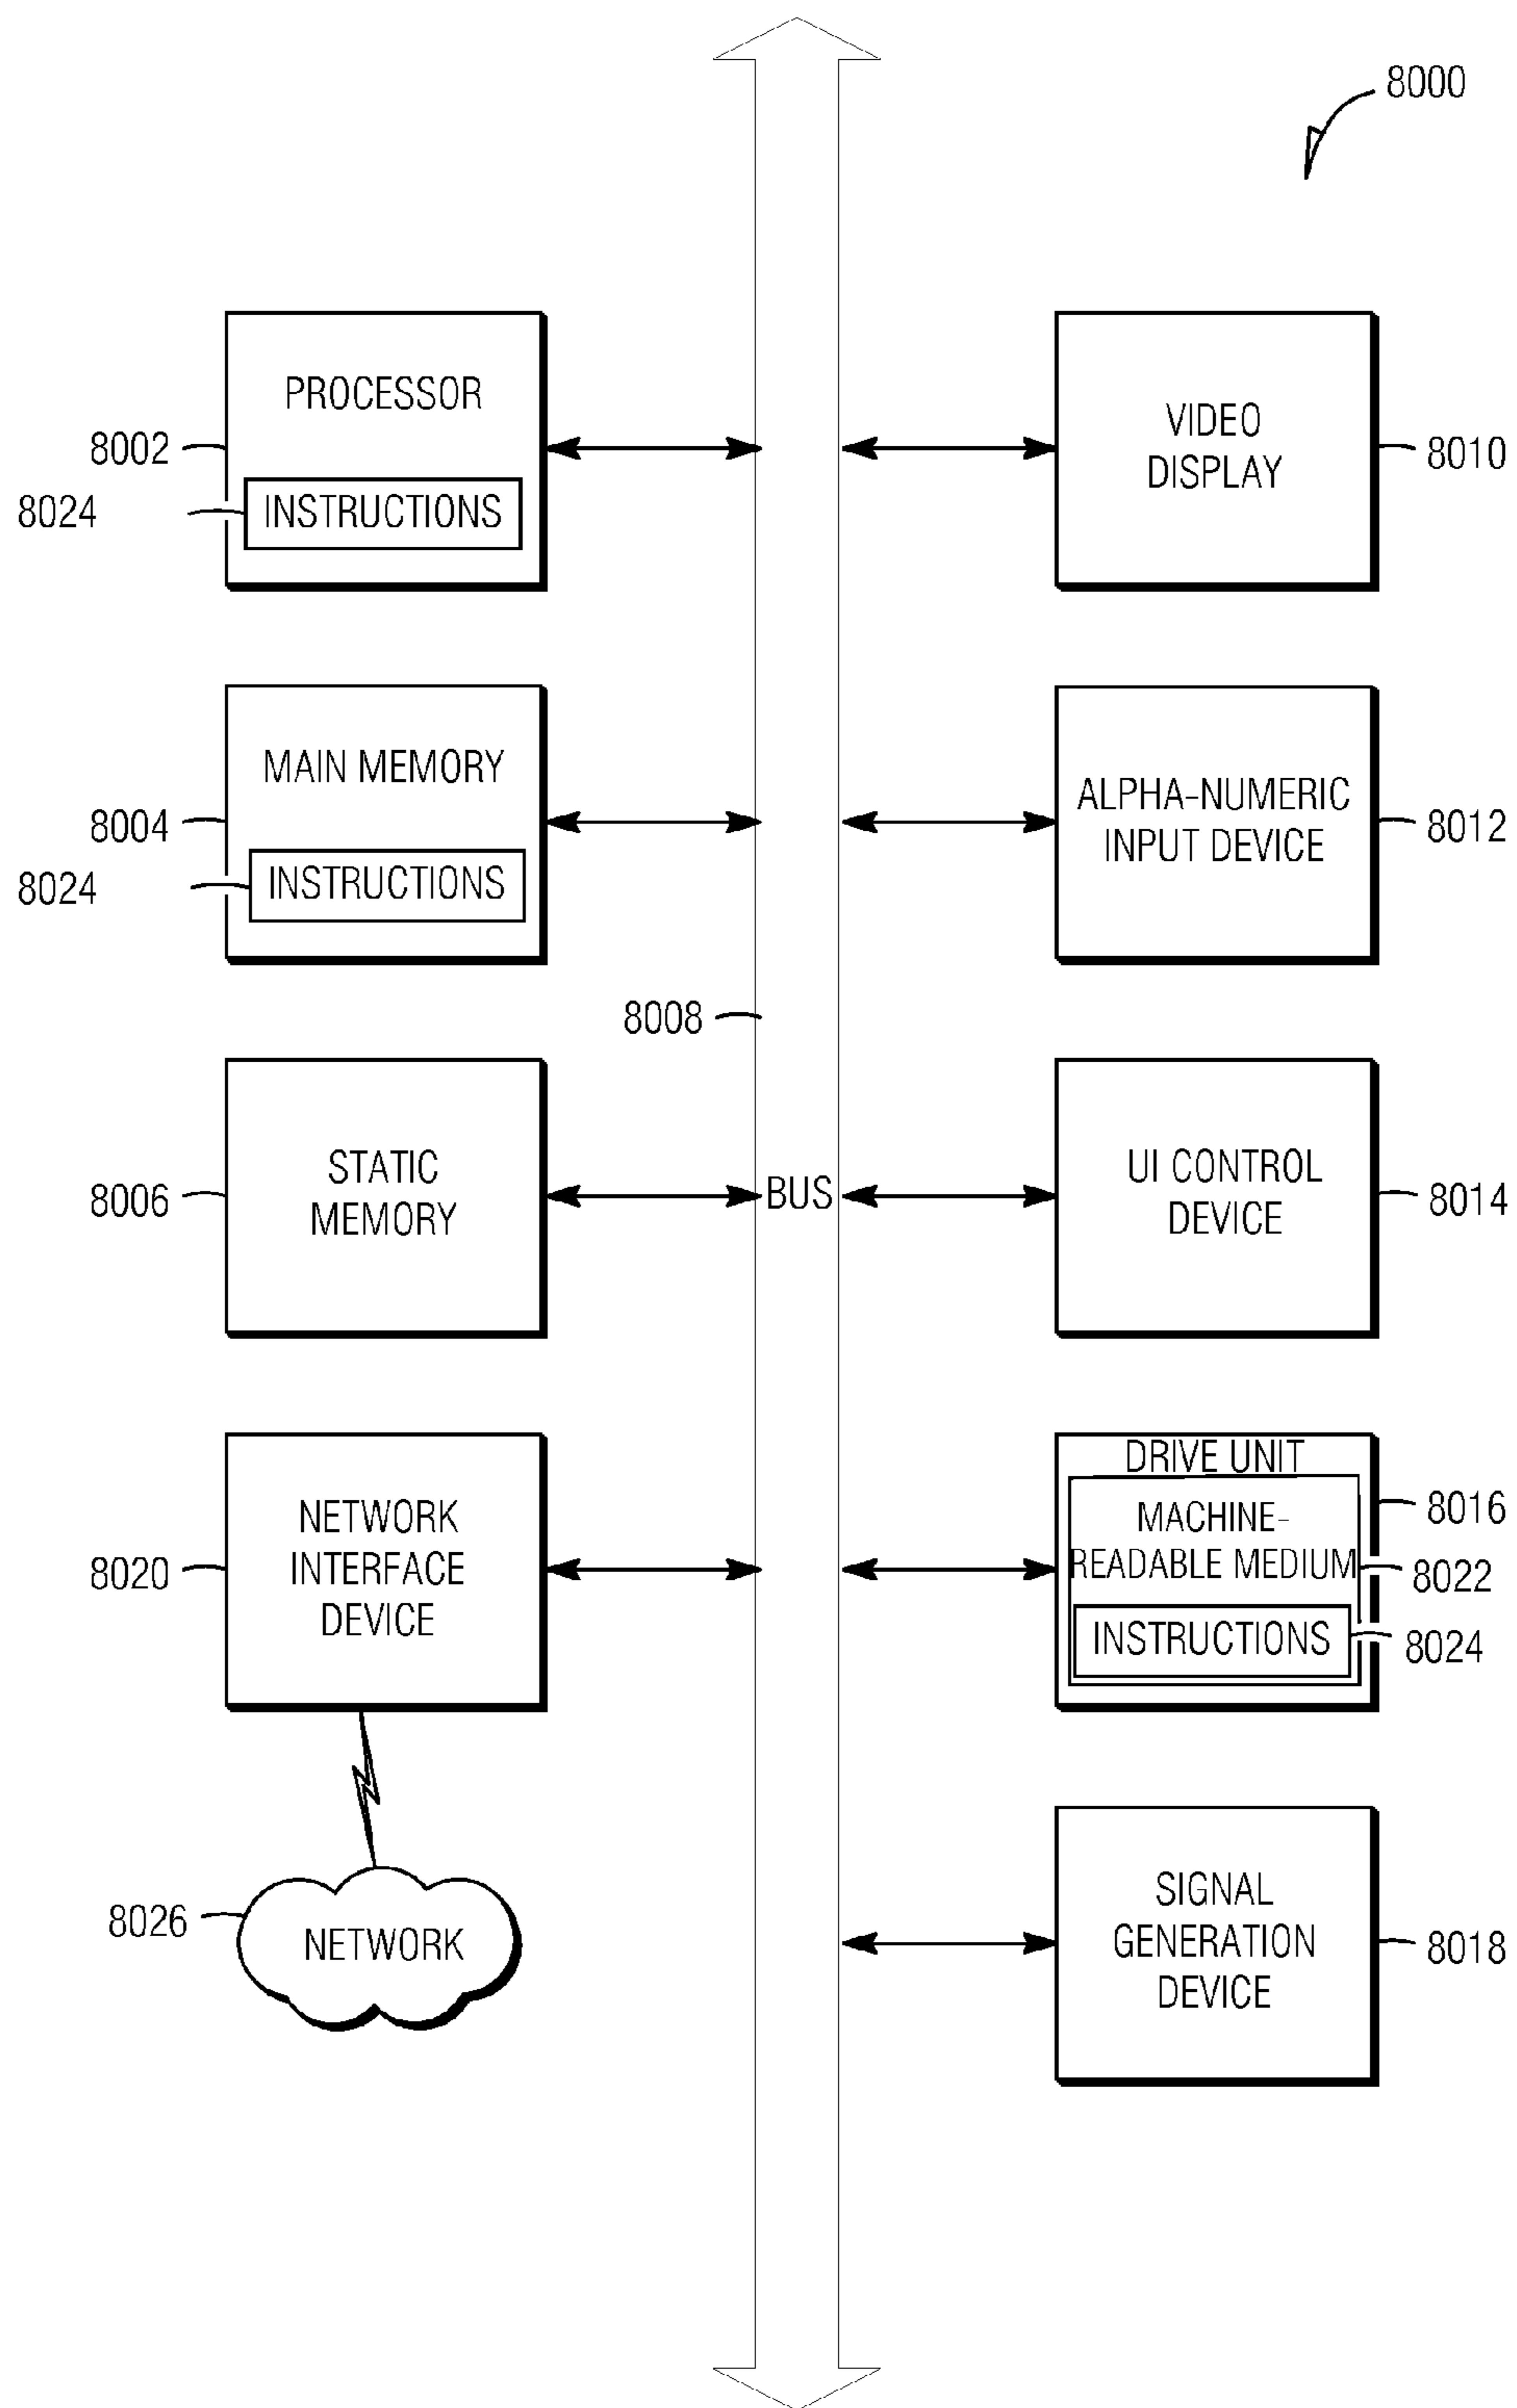 8000
PROCESSOR
8002
8024
INSTRUCTIONS
VIDEO
DISPLAY
8010
MAIN MEMORY
8004
8024
INSTRUCTIONS
ALPHA-NUMERIC
INPUT DEVICE
8012
8008
STATIC
MEMORY
8006
BUS
UI CONTROL
DEVICE
8014
NETWORK
INTERFACE
DEVICE
8020
DRIVE UNIT
8016
MACHINE-
READABLE MEDIUM
8022
INSTRUCTIONS
8024
8026
NETWORK
SIGNAL
GENERATION
DEVICE
8018